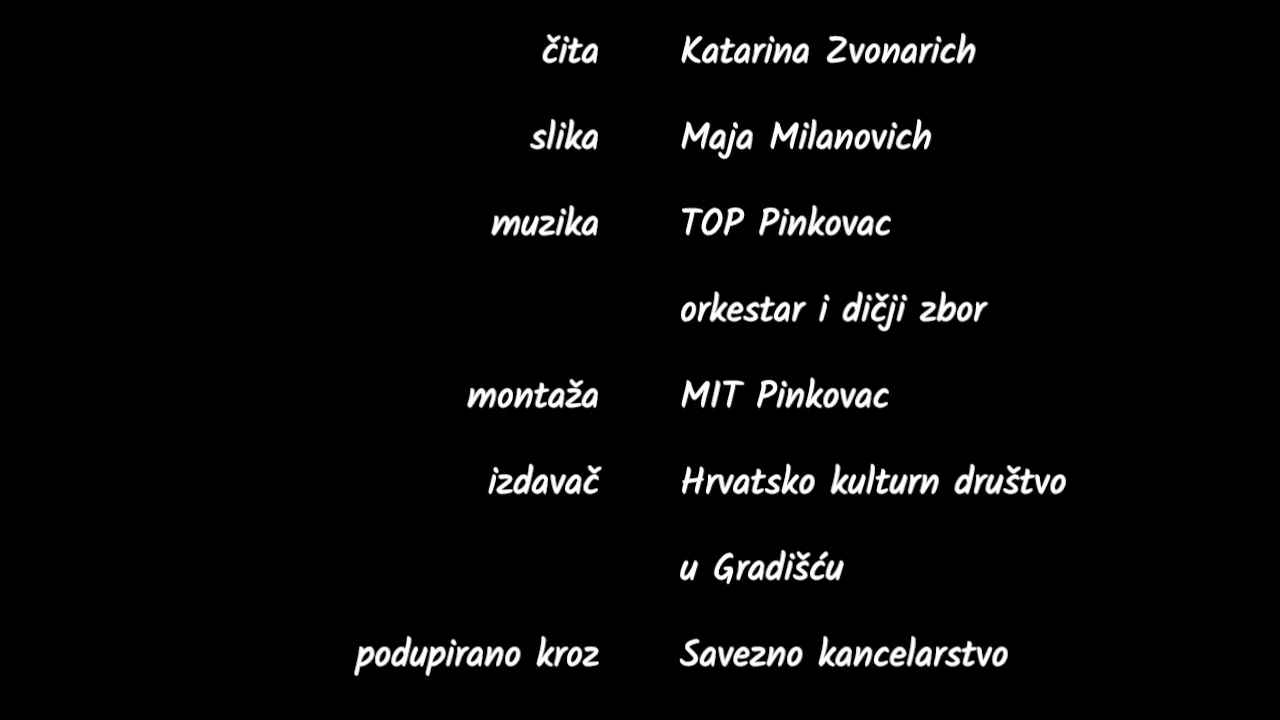 čita Katarina Zvonarich
slika Maja Milanovich
muzika TOP Pinkovac
orkestar i dičji zbor
montaža MIT Pinkovac
izdavač Hrvatsko kulturn društvo
u Gradišću
podupirano kroz Savezno kancelarstvo